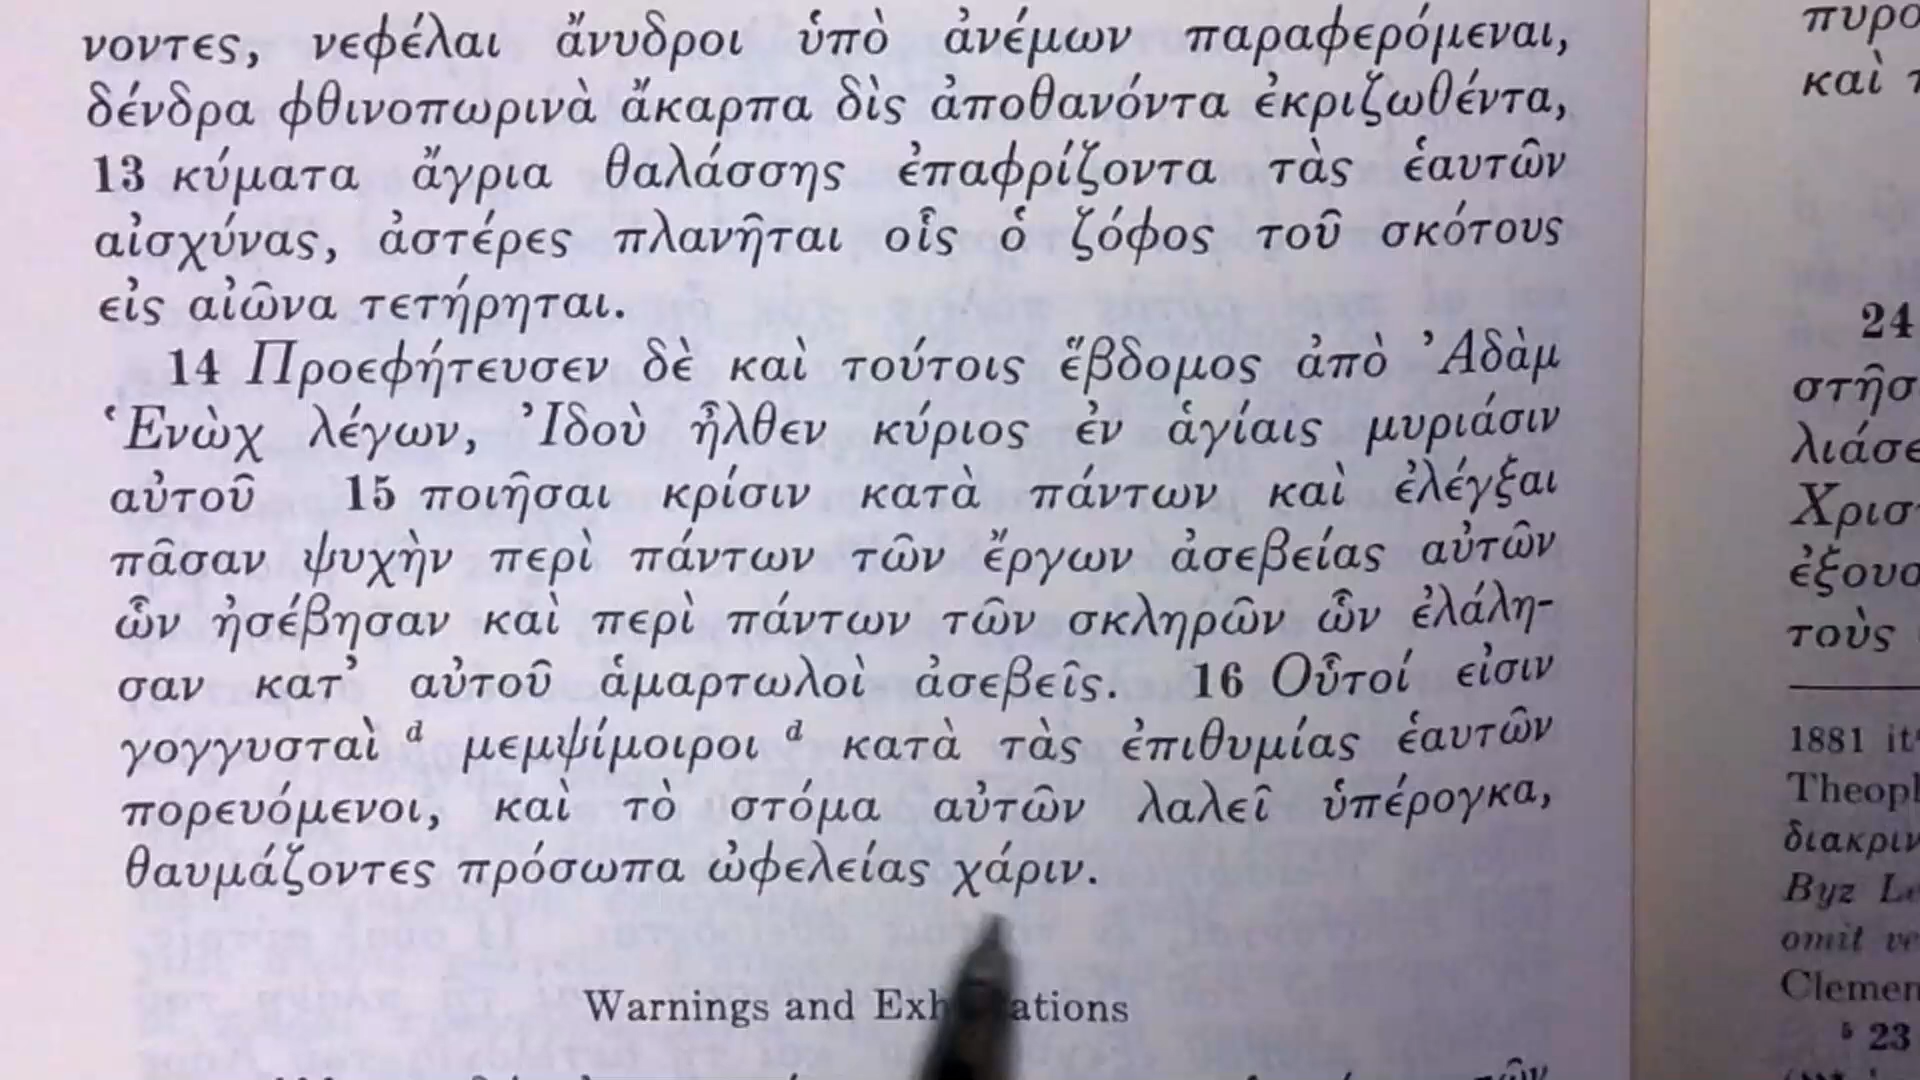 νοντες, νεφέλαι ἄνυδροι ὑπὸ ἀνέμων παραφερόμεναι,
δένδρα φθινοπωρινὰ ἄκαρπα δὶς ἀποθανόντα ἐκριζωθέντα,
13 κύματα ἄγρια θαλάσσης ἐπαφρίζοντα τὰς ἑαυτῶν
αἰσχύνας, ἀστέρες πλανῆται οἷς ὁ ζόφος τοῦ σκότους
εἰς αἰῶνα τετήρηται.
14 Προεφήτευσεν δὲ καὶ τούτοις ἕβδομος ἀπὸ Ἀδὰμ
Ἑνὼχ λέγων, Ἰδοὺ ἦλθεν κύριος ἐν ἁγίαις μυριάσιν
αὐτοῦ 15 ποιῆσαι κρίσιν κατὰ πάντων καὶ ἐλέγξαι
πᾶσαν ψυχὴν περὶ πάντων τῶν ἔργων ἀσεβείας αὐτῶν
ὧν ἠσέβησαν καὶ περὶ πάντων τῶν σκληρῶν ὧν ἐλάλη-
σαν κατ' αὐτοῦ ἁμαρτωλοὶ ἀσεβεῖς. 16 Οὗτοί εἰσιν
γογγυσταὶ d μεμψίμοιροι d κατὰ τὰς ἐπιθυμίας ἑαυτῶν
πορευόμενοι, καὶ τὸ στόμα αὐτῶν λαλεῖ ὑπέρογκα,
θαυμάζοντες πρόσωπα ὠφελείας χάριν.
Warnings and
καὶ
24
στῆσ
λιάσε
Χρισ
ἐξουσ
τοὺς
1881
Theoph
διακριν
Byz
omit
Clemen
23